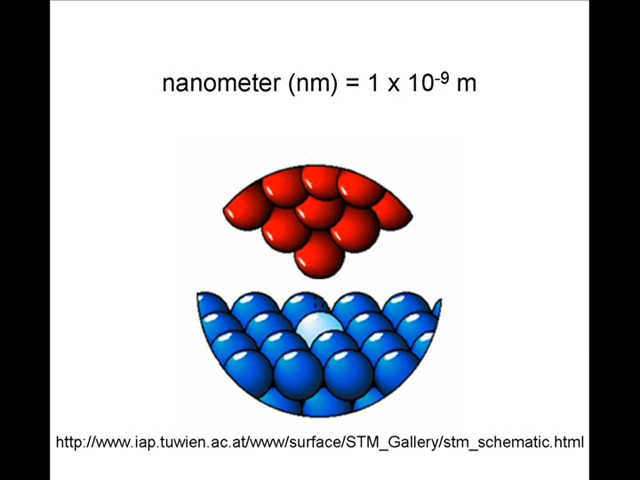 nanometer (nm) = 1 x 10⁻⁹ m
http://www.iap.tuwien.ac.at/www/surface/STM_Gallery/stm_schematic.html